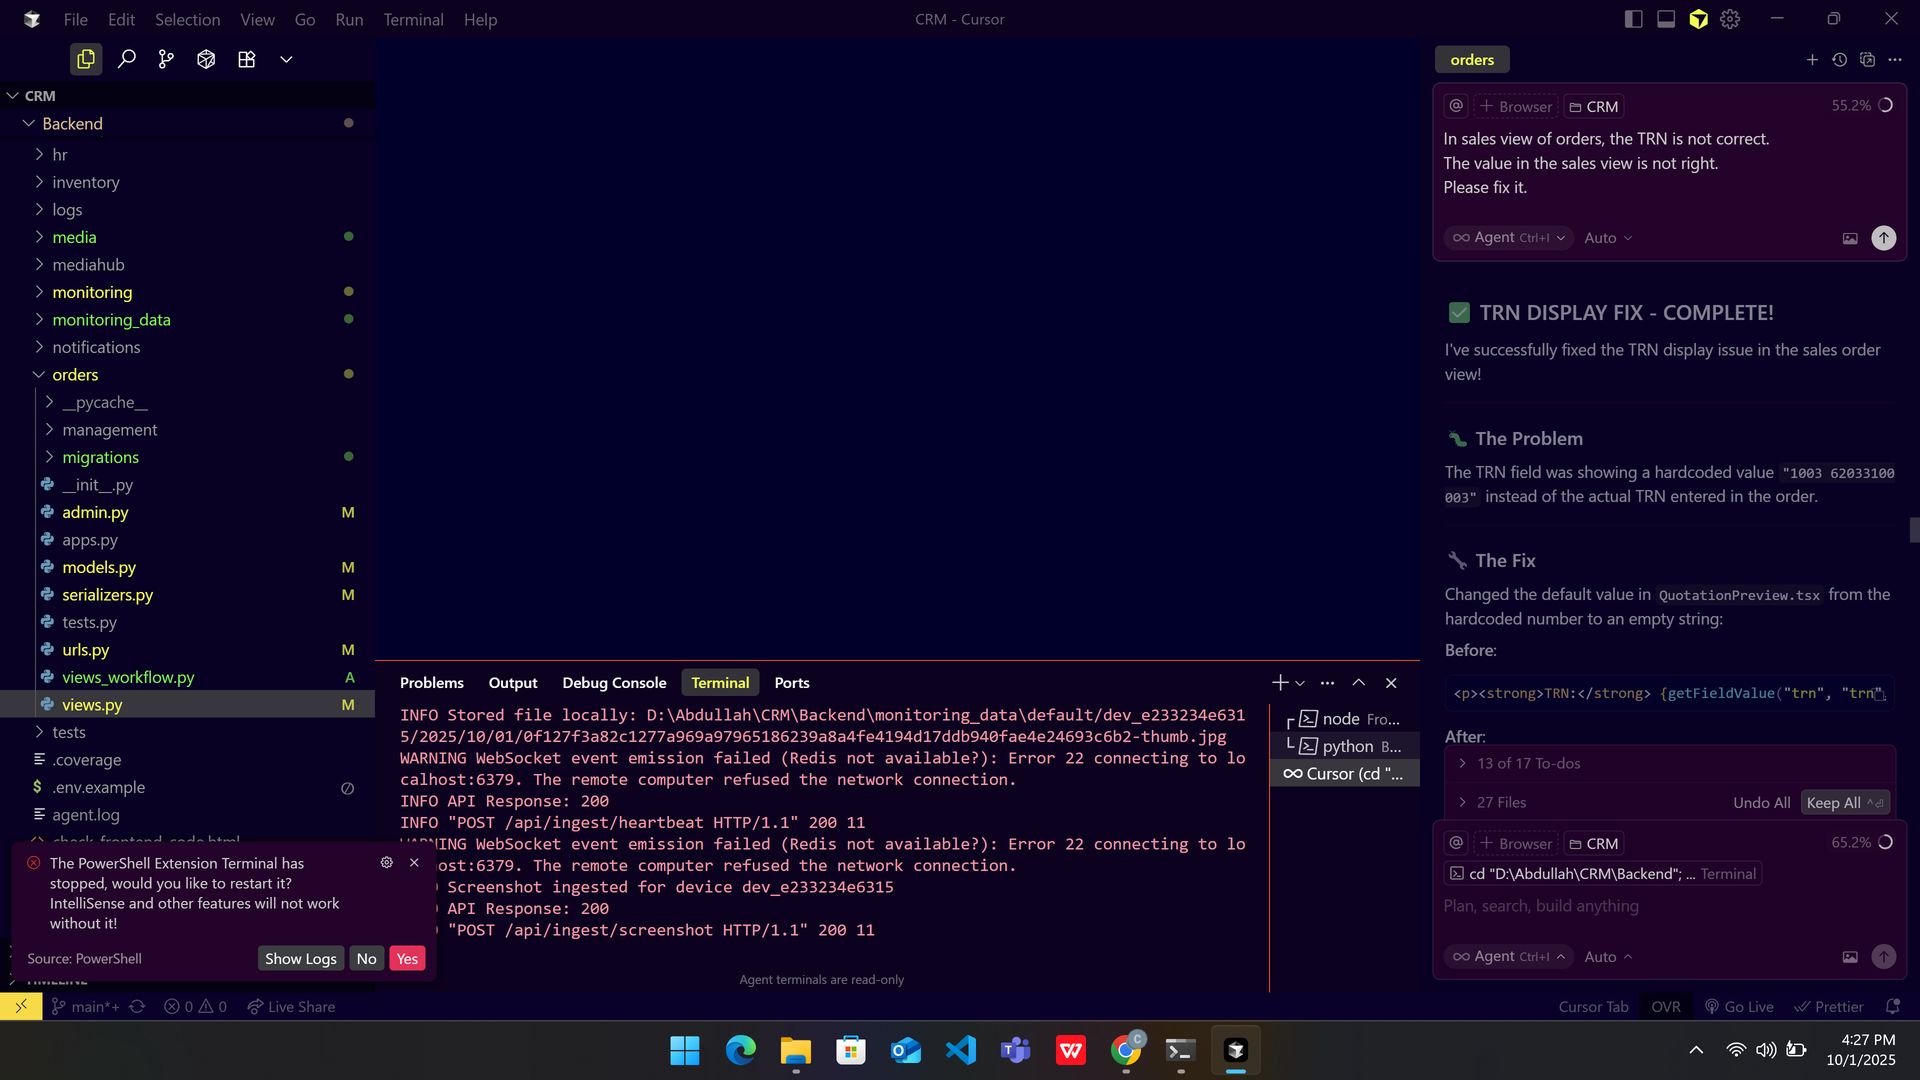 File Edit Selection View Go Run Terminal Help
CRM - Cursor
CRM
Backend
hr
inventory
logs
media
mediahub
monitoring
monitoring_data
notifications
orders
__pycache__
management
migrations
__init__.py
admin.py M
apps.py
models.py M
serializers.py M
tests.py
urls.py M
views_workflow.py A
views.py M
tests
.coverage
.env.example
agent.log
check_frontend_code.html
The PowerShell Extension Terminal has
stopped, would you like to restart it?
IntelliSense and other features will not work
without it!
Source: PowerShell
Show Logs No Yes
TIMELINE
Problems Output Debug Console Terminal Ports
INFO Stored file locally: D:\Abdullah\CRM\Backend\monitoring_data\default/dev_e233234e631
5/2025/10/01/0f127f3a82c1277a969a97965186239a8a4fe4194d17ddb940fae4e24693c6b2-thumb.jpg
WARNING WebSocket event emission failed (Redis not available?): Error 22 connecting to lo
calhost:6379. The remote computer refused the network connection.
INFO API Response: 200
INFO "POST /api/ingest/heartbeat HTTP/1.1" 200 11
WARNING WebSocket event emission failed (Redis not available?): Error 22 connecting to lo
host:6379. The remote computer refused the network connection.
Screenshot ingested for device dev_e233234e6315
API Response: 200
"POST /api/ingest/screenshot HTTP/1.1" 200 11
Agent terminals are read-only
node Fro...
python B...
Cursor (cd "...
orders
@ + Browser CRM 55.2%
In sales view of orders, the TRN is not correct.
The value in the sales view is not right.
Please fix it.
Agent Ctrl+I Auto
TRN DISPLAY FIX - COMPLETE!
I've successfully fixed the TRN display issue in the sales order
view!
The Problem
The TRN field was showing a hardcoded value "1003 62033100
003" instead of the actual TRN entered in the order.
The Fix
Changed the default value in QuotationPreview.tsx from the
hardcoded number to an empty string:
Before:
<p><strong>TRN:</strong> {getFieldValue("trn", "trn"
After:
13 of 17 To-dos
27 Files Undo All Keep All
@ + Browser CRM 65.2%
cd "D:\Abdullah\CRM\Backend"; ... Terminal
Plan, search, build anything
Agent Ctrl+I Auto
main*+ 0 0 Live Share
Cursor Tab OVR Go Live Prettier
4:27 PM
10/1/2025